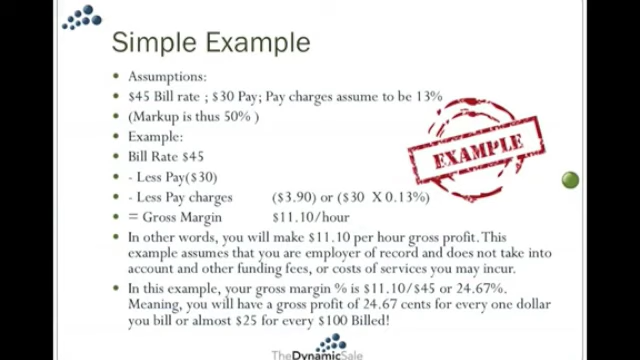 Simple Example
Assumptions:
$45 Bill rate ; $30 Pay; Pay charges assume to be 13%
(Markup is thus 50% )
Example:
Bill Rate $45
- Less Pay($30)
- Less Pay charges ($3.90) or ($30 X 0.13%)
= Gross Margin $11.10/hour
EXAMPLE
In other words, you will make $11.10 per hour gross profit. This
example assumes that you are employer of record and does not take into
account and other funding fees, or costs of services you may incur.
In this example, your gross margin % is $11.10/$45 or 24.67%.
Meaning, you will have a gross profit of 24.67 cents for every one dollar
you bill or almost $25 for every $100 Billed!
TheDynamicSale